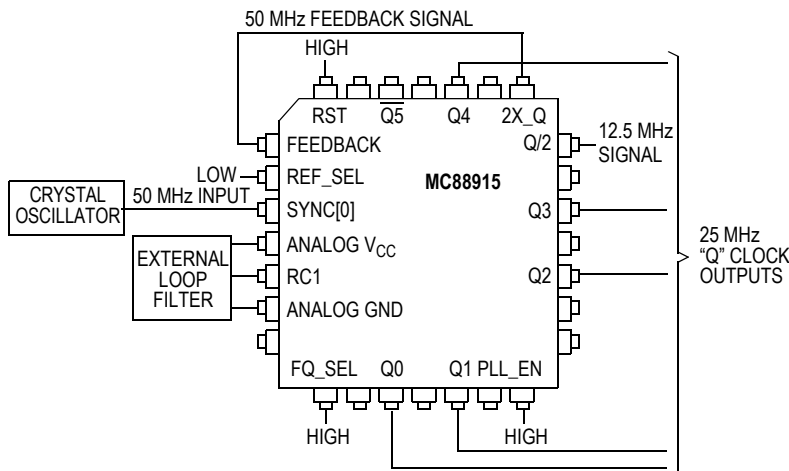 50 MHz FEEDBACK SIGNAL
HIGH
RST Q5 Q4 2X_Q
FEEDBACK
Q/2
12.5 MHz
SIGNAL
LOW
REF_SEL
MC88915
CRYSTAL
OSCILLATOR
50 MHz INPUT
SYNC[0]
Q3
ANALOG VCC
EXTERNAL
LOOP
FILTER
RC1
Q2
25 MHz
“Q” CLOCK
OUTPUTS
ANALOG GND
FQ_SEL Q0 Q1 PLL_EN
HIGH
HIGH